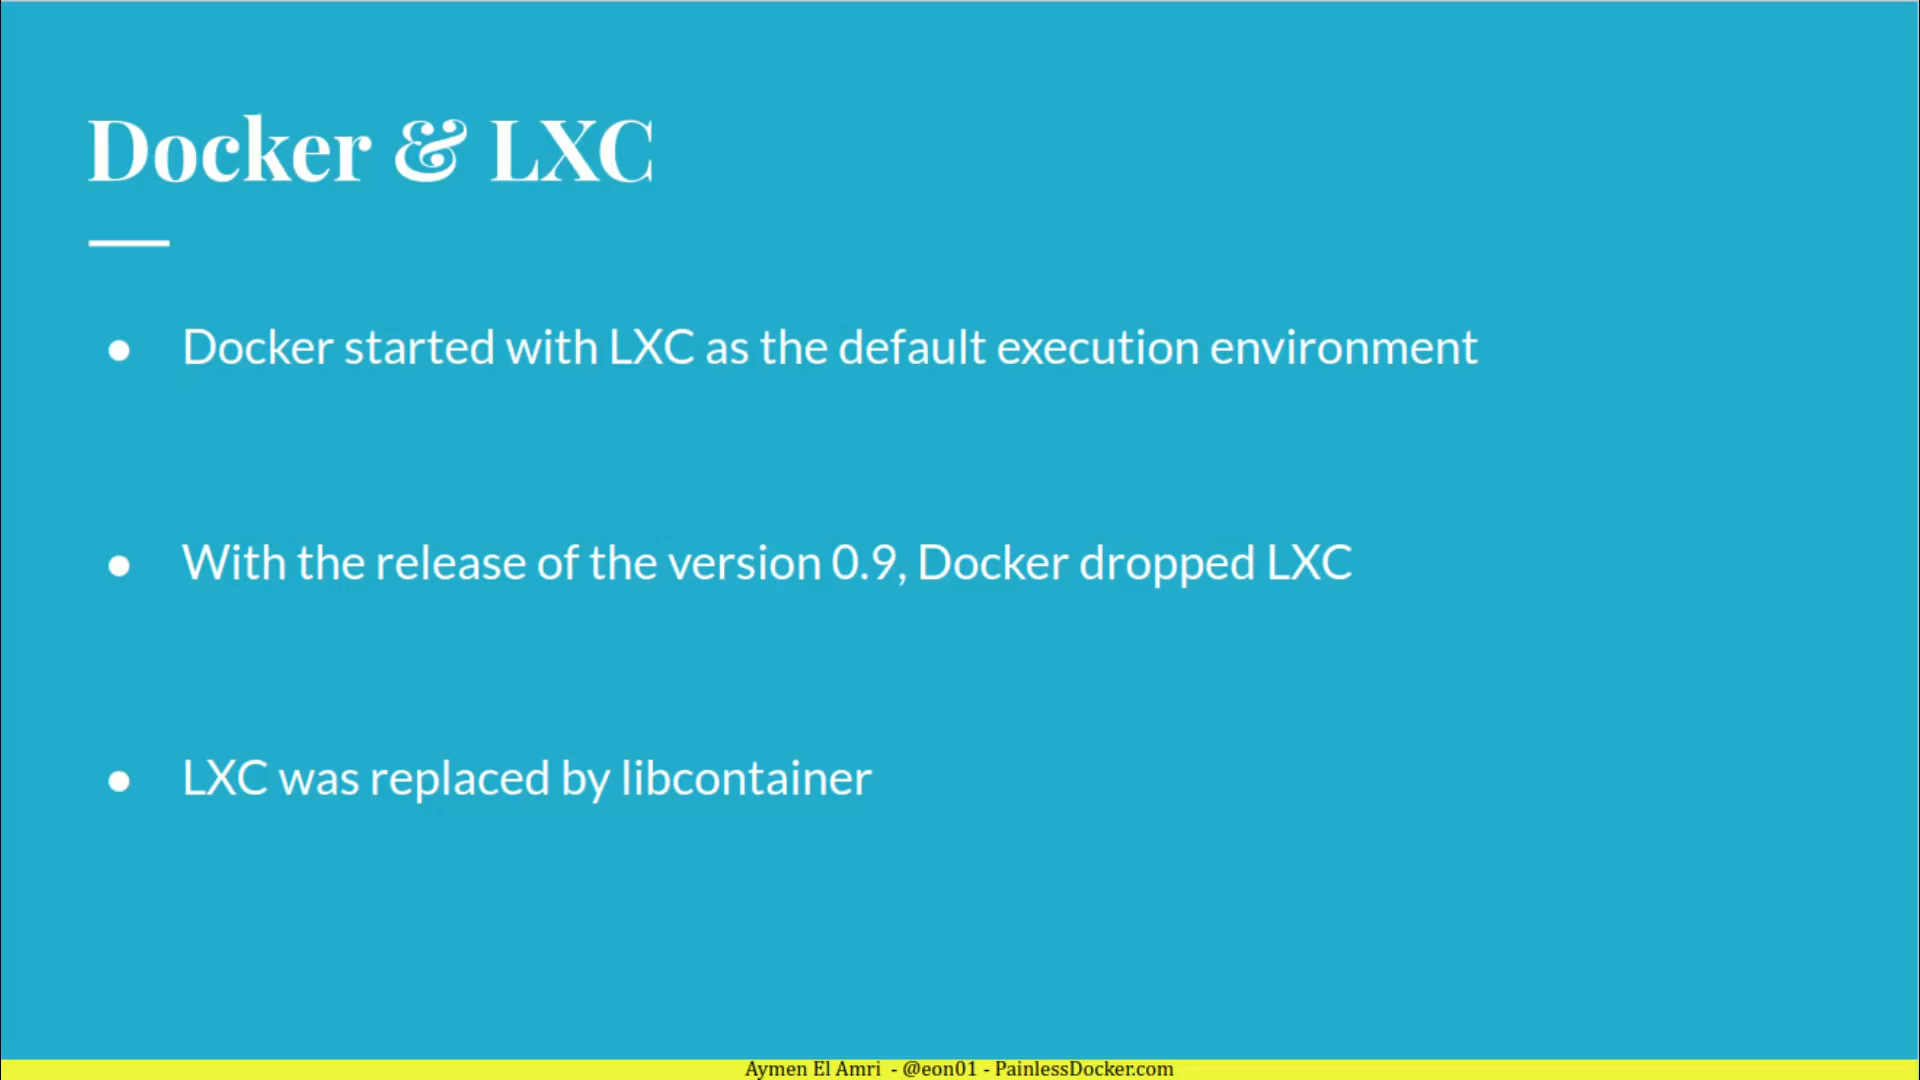 Docker & LXC
● Docker started with LXC as the default execution environment
● With the release of the version 0.9, Docker dropped LXC
● LXC was replaced by libcontainer
Aymen El Amri - @eon01 - PainlessDocker.com